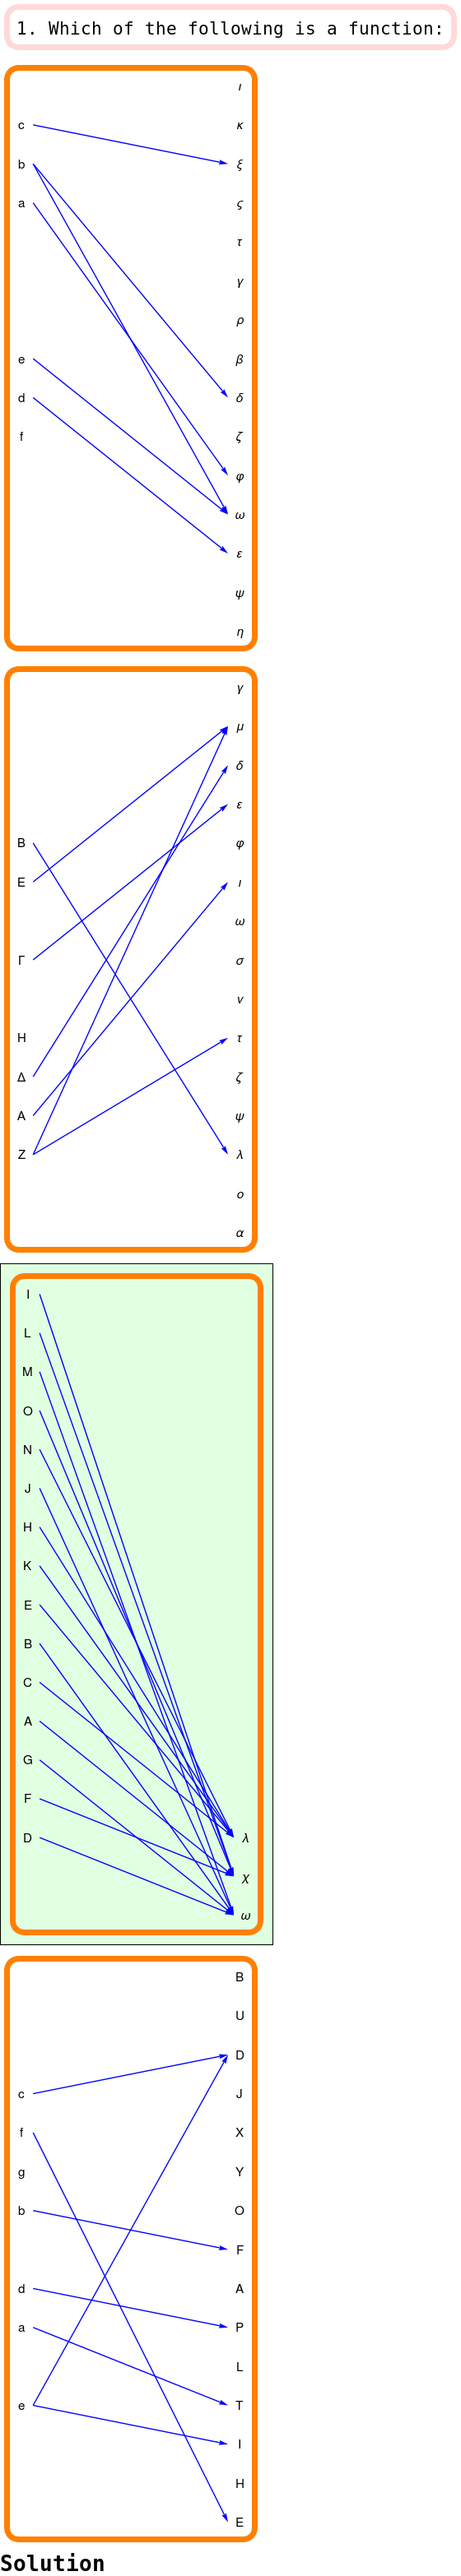 1. Which of the following is a function:
ι
c κ
b ξ
a ς
τ
γ
ρ
e β
d δ
f ζ
φ
ω
ε
ψ
η
γ
μ
δ
ε
B φ
E ι
ω
Γ σ
ν
H τ
Δ ζ
A ψ
Z λ
ο
α
I
L
M
O
N
J
H
K
E
B
C
A
G
F
D λ
χ
ω
B
U
D
c J
f X
g Y
b O
F
d A
a P
L
e T
I
H
E
Solution